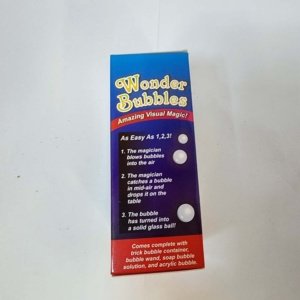 Wonder
Bubbles
Amazing Visual Magic!
As Easy As 1,2,3!
1. The magician
blows bubbles
into the air
2. The magician
catches a bubble
in mid-air and
drops it on the
table
3. The bubble
has turned into
a solid glass ball!
Comes complete with
trick bubble container,
bubble wand, soap bubble
solution, and acrylic bubble.